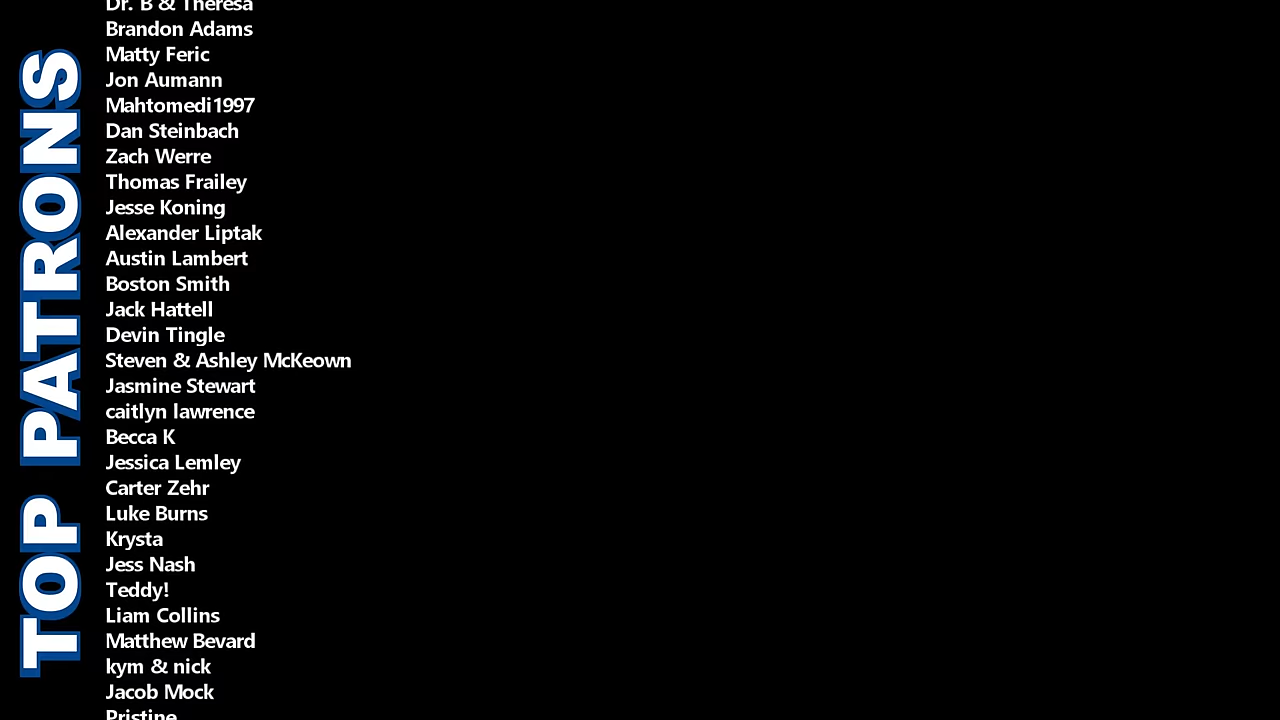 TOP PATRONS
Dr. B & Theresa
Brandon Adams
Matty Feric
Jon Aumann
Mahtomedi1997
Dan Steinbach
Zach Werre
Thomas Frailey
Jesse Koning
Alexander Liptak
Austin Lambert
Boston Smith
Jack Hattell
Devin Tingle
Steven & Ashley McKeown
Jasmine Stewart
caitlyn lawrence
Becca K
Jessica Lemley
Carter Zehr
Luke Burns
Krysta
Jess Nash
Teddy!
Liam Collins
Matthew Bevard
kym & nick
Jacob Mock
Pristine